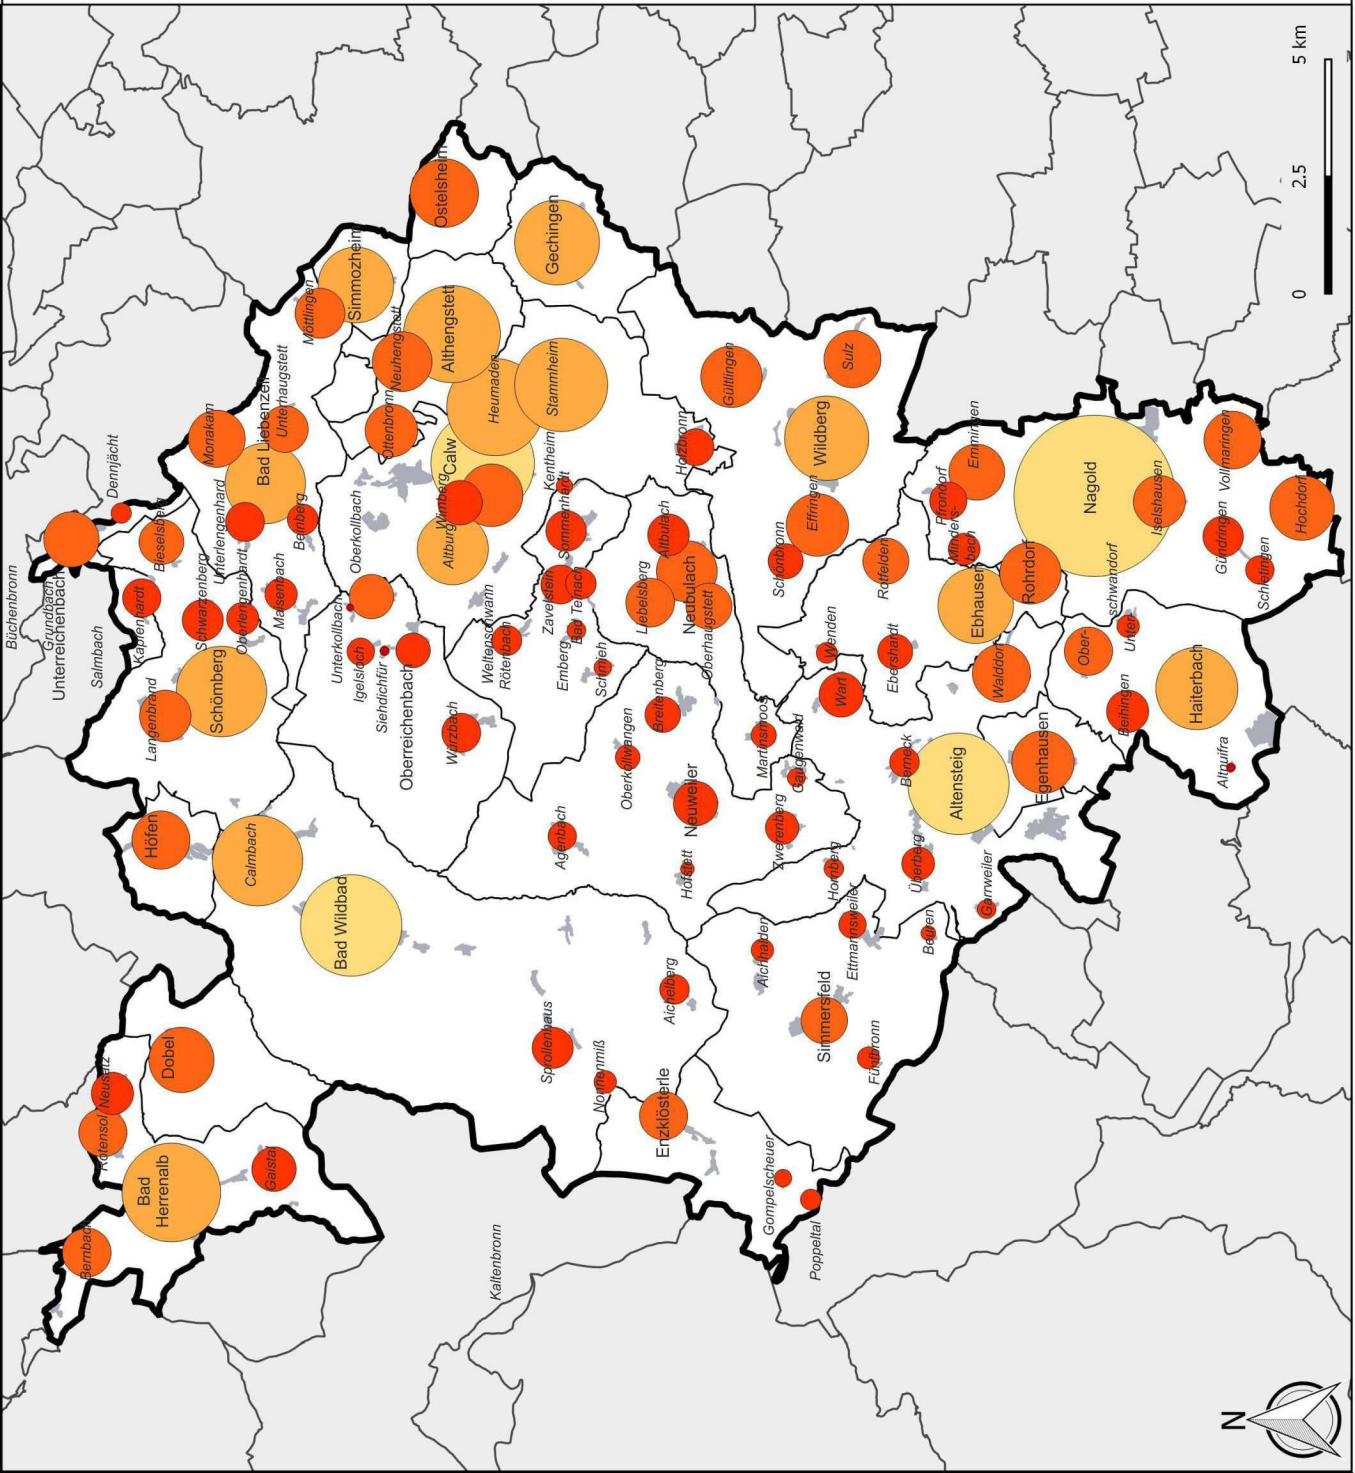 Büchenbronn
Grundbach
Unterreichenbach
Salmbach
Dennjächt
Kapfenhardt
Bieselsberg
Schwarzenberg
Langenbrand
Schömberg
Oberlengenhardt
Unterlengenhardt
Maisenbach
Beinberg
Monakam
Bad Liebenzell
Unterhaugstett
Möttlingen
Simmozheim
Ostelsheim
Gechingen
Althengstett
Neuhengstett
Ottenbronn
Heumaden
Stammheim
Calw
Wimberg
Altburg
Kentheim
Oberkollbach
Unterkollbach
Igelsloch
Siehdichfür
Oberreichenbach
Würzbach
Weltenschwann
Rötenbach
Sommenhardt
Zavelstein
Bad Teinach
Emberg
Schmieh
Holzbronn
Altbulach
Liebelsberg
Neubulach
Oberhaugstett
Breitenberg
Oberkollwangen
Agenbach
Neuweiler
Hofstett
Martinsmoos
Gaugenwald
Zwerenberg
Hornberg
Höfen
Calmbach
Bad Wildbad
Sprollenhaus
Nonnenmiß
Aichelberg
Dobel
Neusatz
Rotensol
Bad
Herrenalb
Bernbach
Gaistal
Kaltenbronn
Enzklösterle
Gompelscheuer
Poppeltal
Simmersfeld
Fünfbronn
Aichhalden
Ettmannsweiler
Beuren
Überberg
Garrweiler
Berneck
Altensteig
Egenhausen
Wart
Wenden
Ebershardt
Rotfelden
Ebhausen
Walddorf
Rohrdorf
Schönbronn
Effringen
Wildberg
Gültlingen
Sulz
Emmingen
Pfrondorf
Minders-
bach
Nagold
Iselshausen
Vollmaringen
Gündringen
Hochdorf
Schietingen
Ober-
Unter-
schwandorf
Beihingen
Haiterbach
Altnuifra
0
2.5
5 km
N